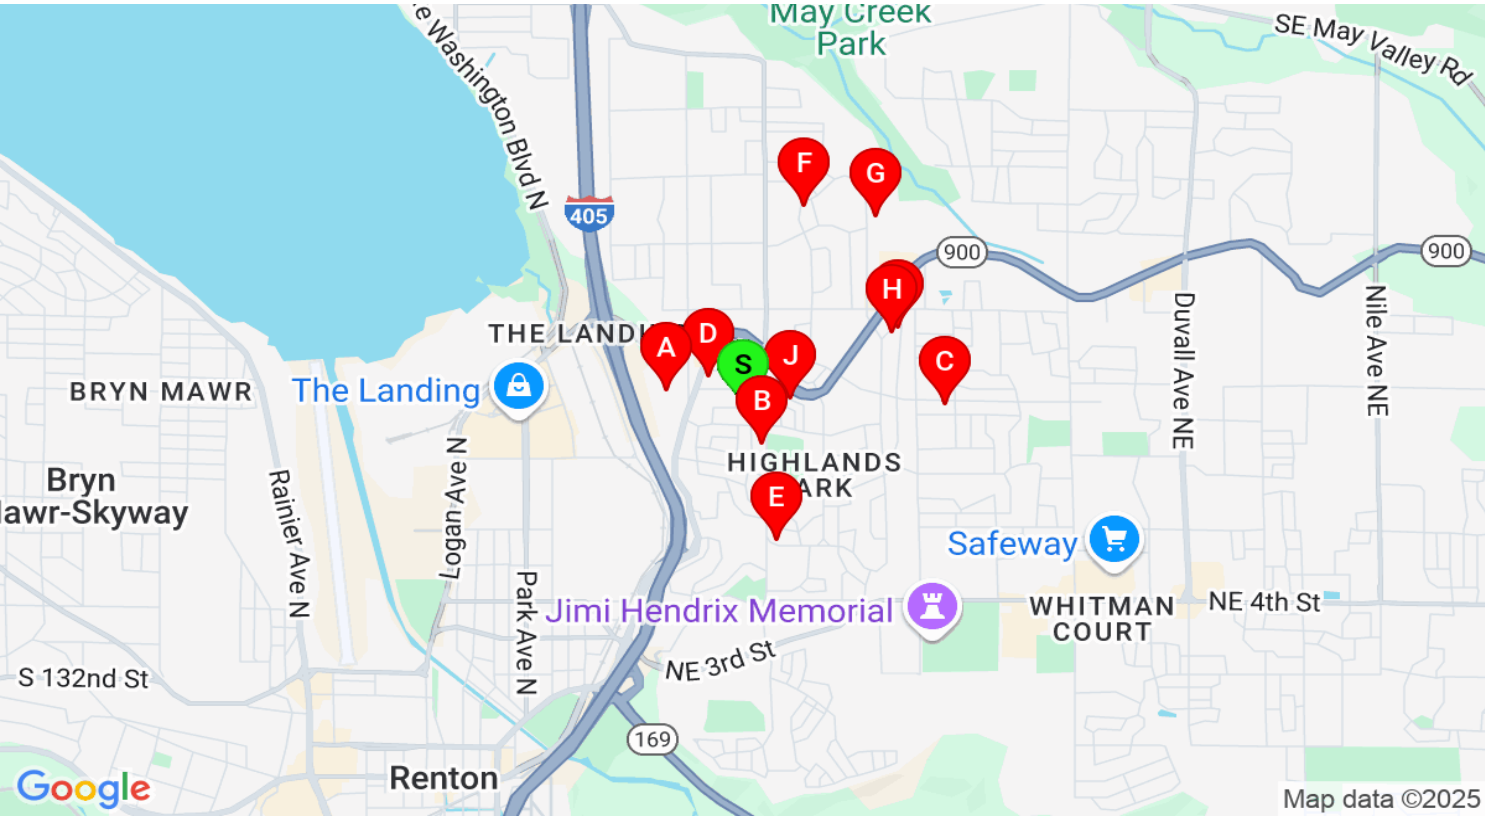 May Creek
Park
SE May Valley Rd
e Washington Blvd N
F
G
405
900
900
H
THE LAND
D
A
J
S
C
B
Duvall Ave NE
Nile Ave NE
BRYN MAWR
The Landing
HIGHLANDS
ARK
E
Bryn
awr-Skyway
Rainier Ave N
Logan Ave N
Park Ave N
Safeway
Jimi Hendrix Memorial
WHITMAN
COURT
NE 4th St
NE 3rd St
S 132nd St
169
Renton
Google
Map data ©2025